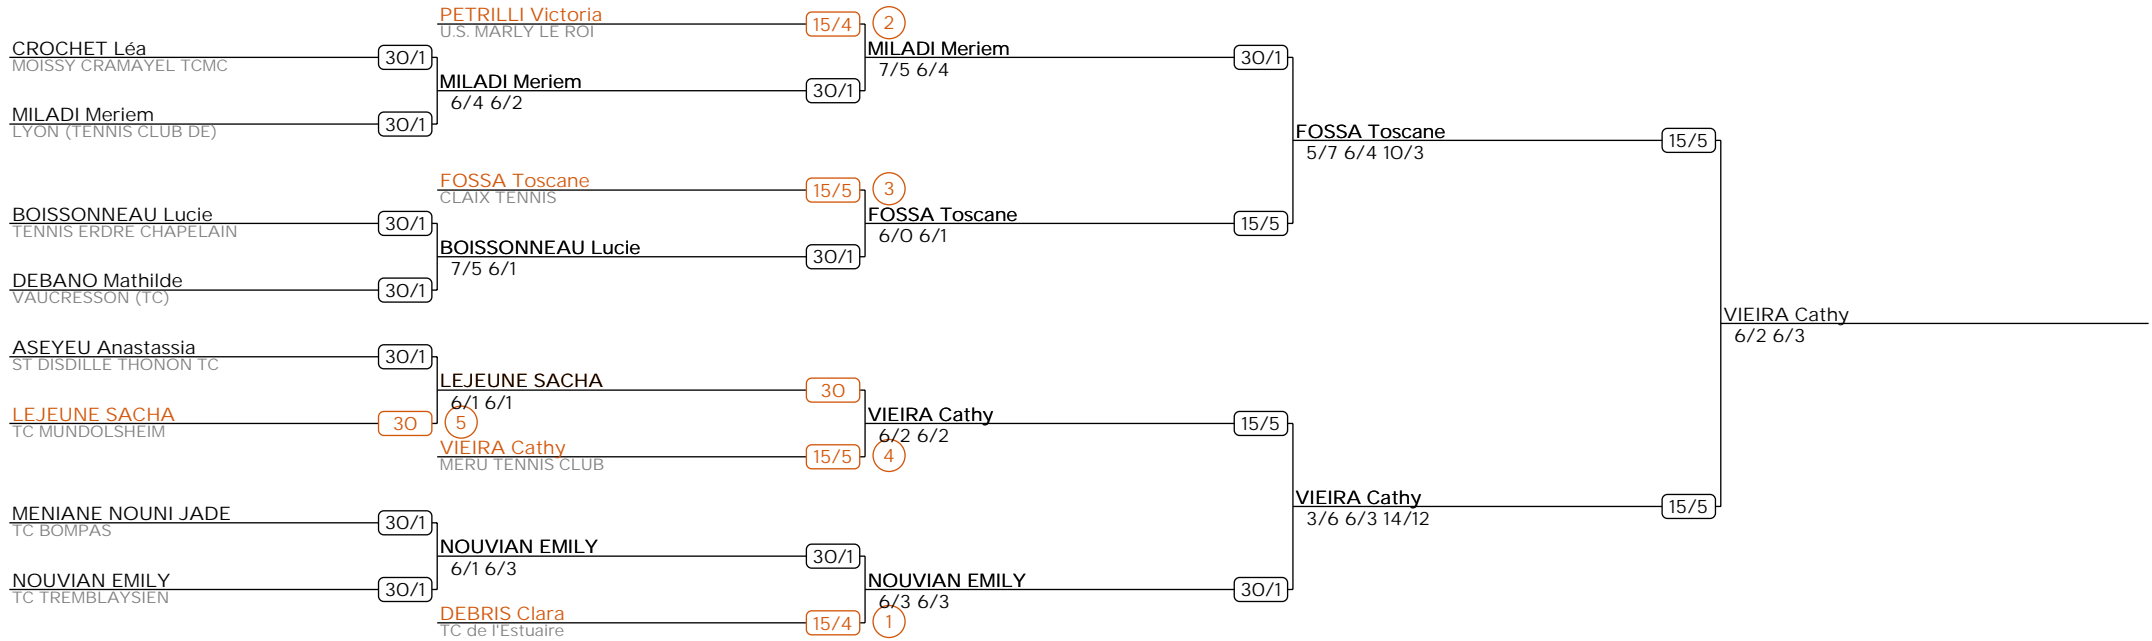 PETRILLI Victoria
U.S. MARLY LE ROI
15/4
2
CROCHET Léa
MOISSY CRAMAYEL TCMC
30/1
MILADI Meriem
7/5 6/4
30/1
MILADI Meriem
6/4 6/2
30/1
MILADI Meriem
LYON (TENNIS CLUB DE)
30/1
FOSSA Toscane
5/7 6/4 10/3
15/5
FOSSA Toscane
CLAIX TENNIS
15/5
3
BOISSONNEAU Lucie
TENNIS ERDRE CHAPELAIN
30/1
FOSSA Toscane
6/0 6/1
15/5
BOISSONNEAU Lucie
7/5 6/1
30/1
DEBANO Mathilde
VAUCRESSON (TC)
30/1
VIEIRA Cathy
6/2 6/3
ASEYEU Anastassia
ST DISDILLE THONON TC
30/1
LEJEUNE SACHA
6/1 6/1
30
LEJEUNE SACHA
TC MUNDOLSHEIM
30
5
VIEIRA Cathy
6/2 6/2
15/5
VIEIRA Cathy
MERU TENNIS CLUB
15/5
4
VIEIRA Cathy
3/6 6/3 14/12
15/5
MENIANE NOUNI JADE
TC BOMPAS
30/1
NOUVIAN EMILY
6/1 6/3
30/1
NOUVIAN EMILY
TC TREMBLAYSIEN
30/1
NOUVIAN EMILY
6/3 6/3
30/1
DEBRIS Clara
TC de l'Estuaire
15/4
1